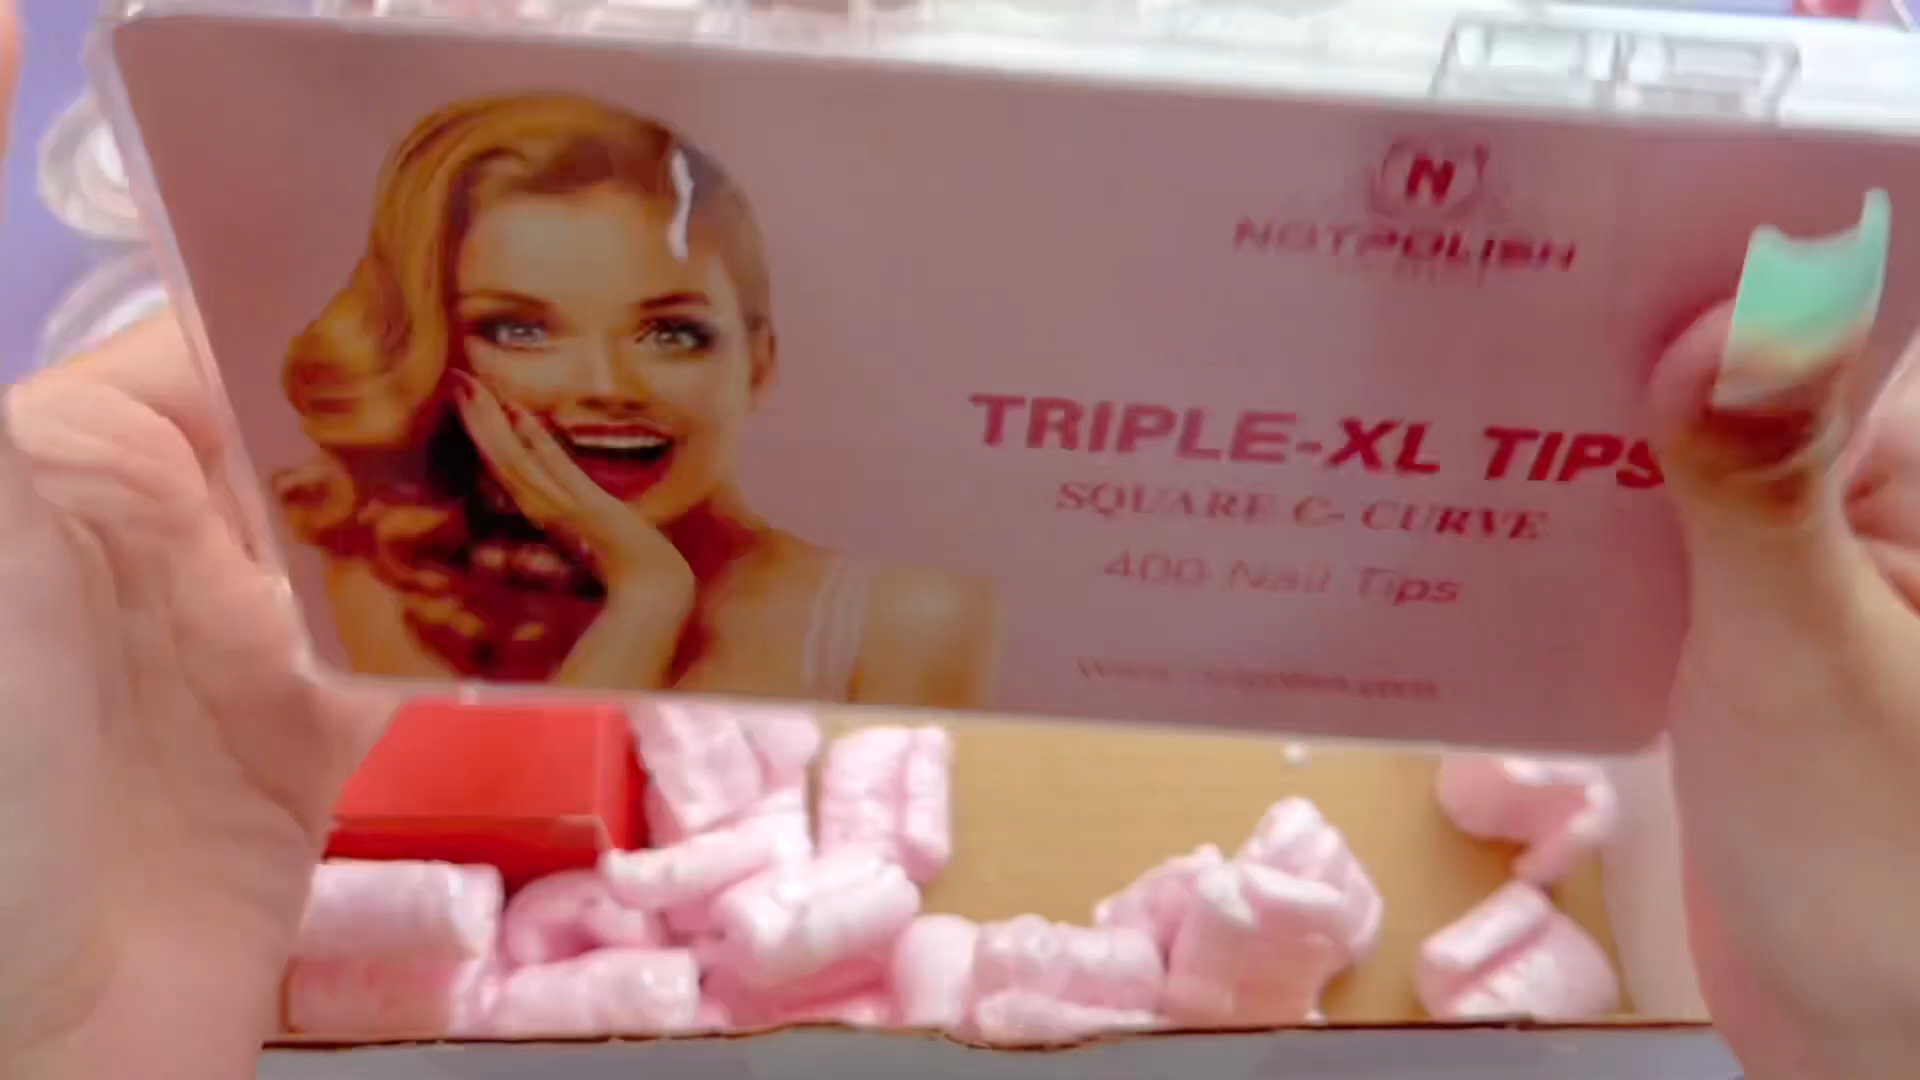 N
NOTPOLISH
TRIPLE-XL TIPS
SQUARE C- CURVE
400 Nail Tips